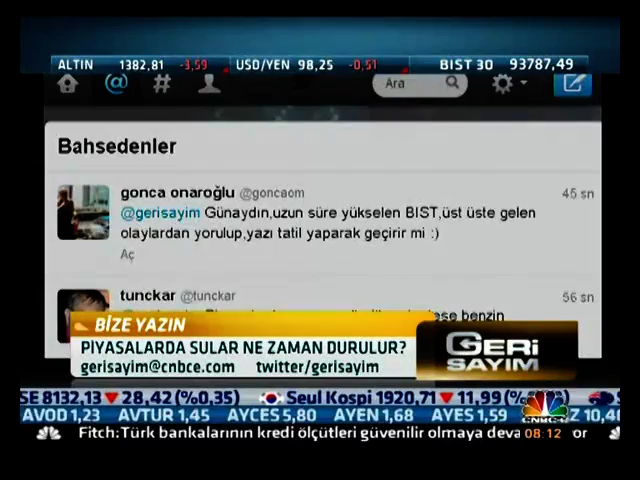 ALTIN 1382,81 -3,59 USD/YEN 98,25 -0,51 BIST 30 93787,49
Ara
Bahsedenler
gonca onaroğlu @goncaom 45 sn
@gerisayim Günaydın,uzun süre yükselen BIST,üst üste gelen
olaylardan yorulup,yazı tatil yaparak geçirir mi :)
Aç
tunckar @tunckar 56 sn
benzin
BİZE YAZIN
PİYASALARDA SULAR NE ZAMAN DURULUR?
gerisayim@cnbce.com twitter/gerisayim
GERİ
SAYIM
SE 8132,13 28,42 (%0,35) Seul Kospi 1920,71 11,99 (%
AVOD 1,23 AVTUR 1,45 AYCES 5,80 AYEN 1,68 AYES 1,59 10,4
CNBC-e
Fitch:Türk bankalarının kredi ölçütleri güvenilir olmaya deva 08:12 or